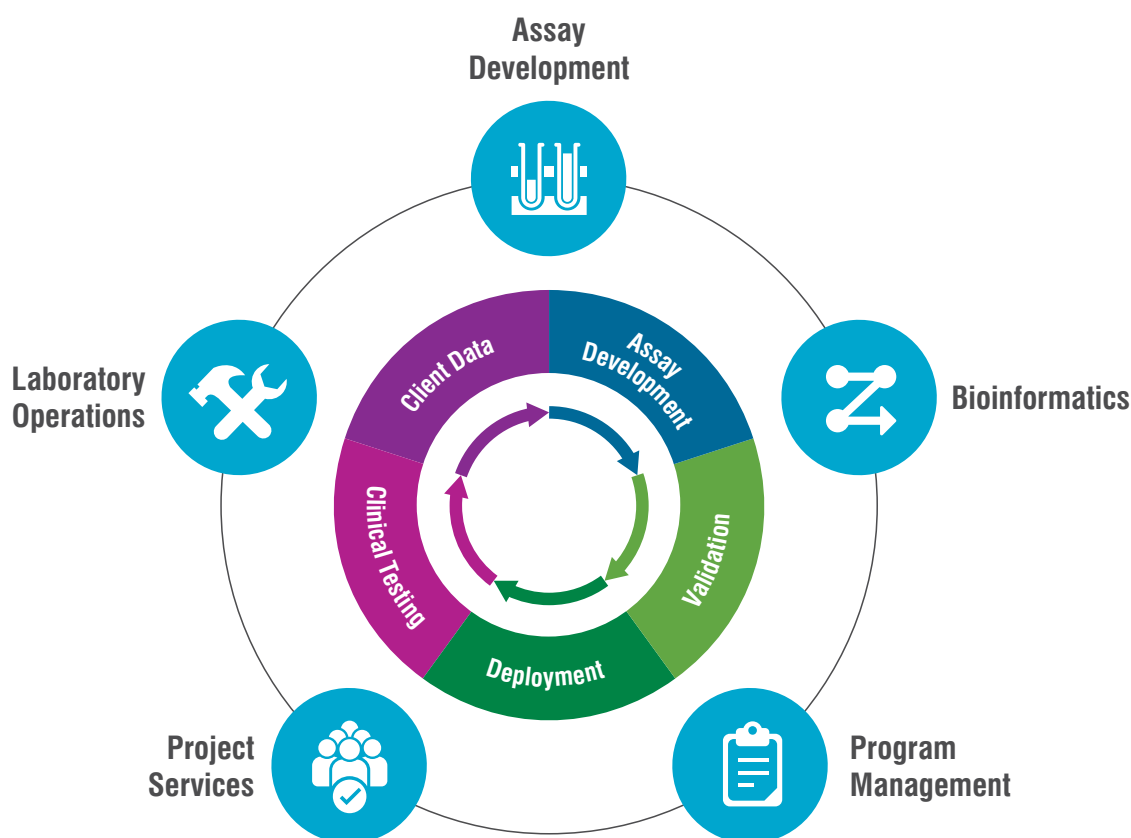 Assay
Development
Client Data
Assay
Development
Laboratory
Operations
Bioinformatics
Clinical Testing
Validation
Deployment
Project
Services
Program
Management